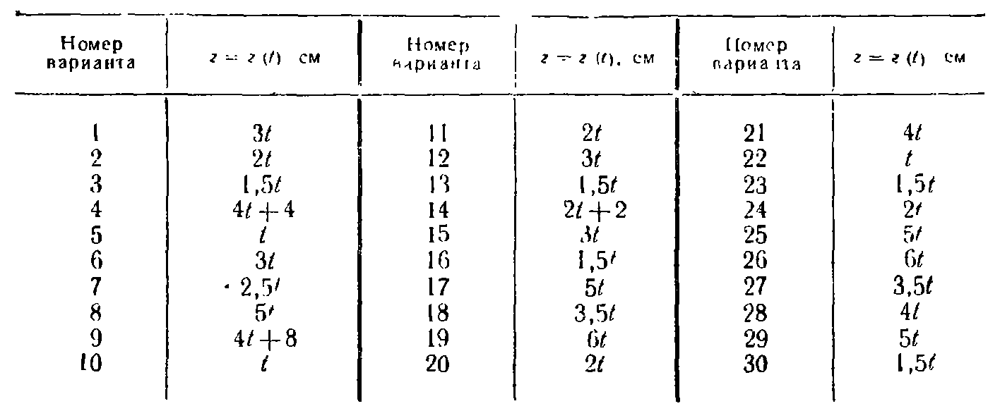 Номер варианта z = z (t) см Номер варианта z = z (t), см Номер варианта z = z (t) см
1 3t 11 2t 21 4t
2 2t 12 3t 22 t
3 1,5t 13 1,5t 23 1,5t
4 4t + 4 14 2t + 2 24 2t
5 t 15 3t 25 5t
6 3t 16 1,5t 26 6t
7 2,5t 17 5t 27 3,5t
8 5t 18 3,5t 28 4t
9 4t + 8 19 6t 29 5t
10 t 20 2t 30 1,5t